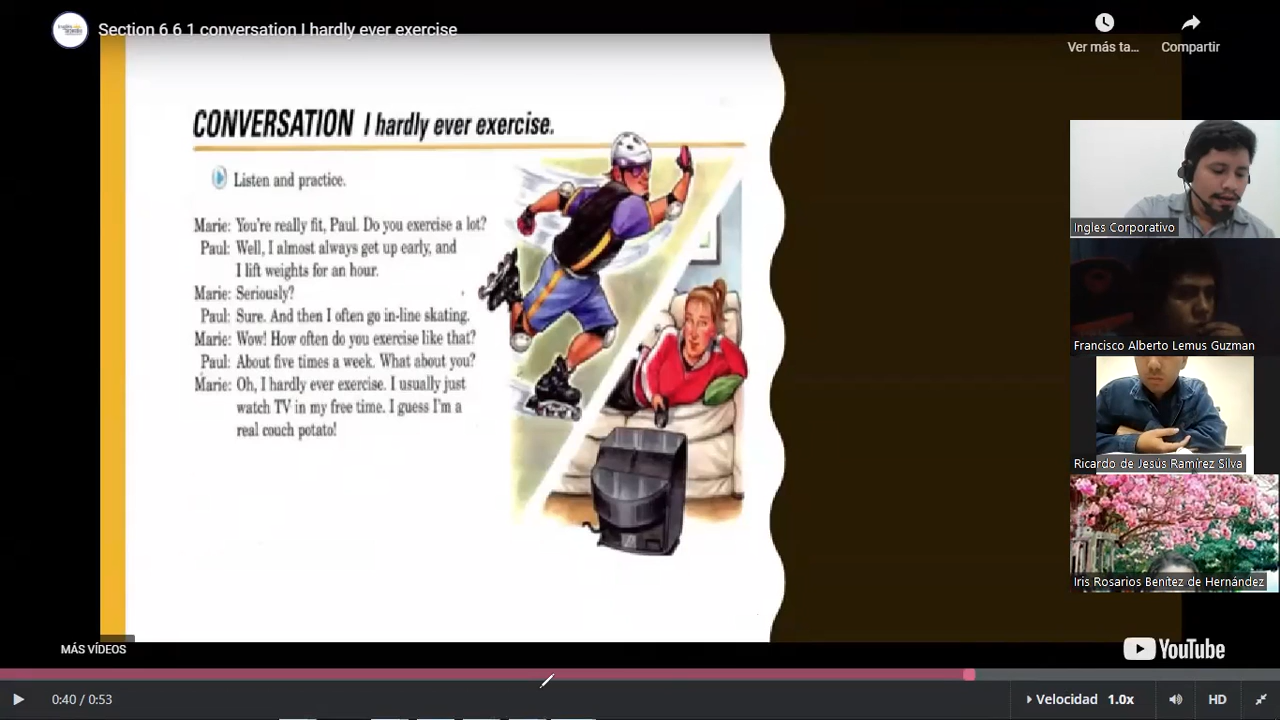 Section 6 6 1 conversation I hardly ever exercise
Ver más ta...
Compartir
CONVERSATION I hardly ever exercise.
Listen and practice.
Marie: You're really fit, Paul. Do you exercise a lot?
Paul: Well, I almost always get up early, and
I lift weights for an hour.
Marie: Seriously?
Paul: Sure. And then I often go in-line skating.
Marie: Wow! How often do you exercise like that?
Paul: About five times a week. What about you?
Marie: Oh, I hardly ever exercise. I usually just
watch TV in my free time. I guess I'm a
real couch potato!
Ingles Corporativo
Francisco Alberto Lemus Guzman
Ricardo de Jesús Ramírez Silva
Iris Rosarios Benítez de Hernández
MÁS VÍDEOS
YouTube
0:40 / 0:53
Velocidad 1.0x
HD